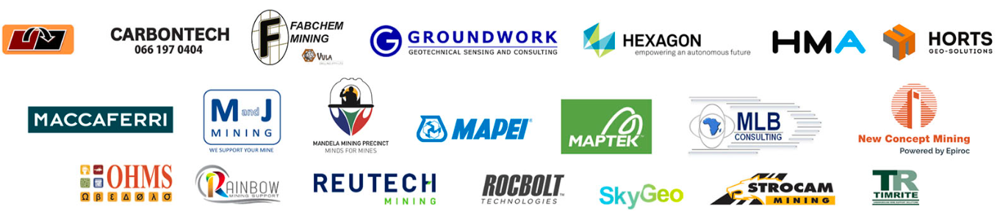 CARBONTECH
066 197 0404
F
FABCHEM
MINING
VULA
G
GROUNDWORK
GEOTECHNICAL SENSING AND CONSULTING
HEXAGON
empowering an autonomous future
HMA
HORTS
GEO-SOLUTIONS
MACCAFERRI
M and J
MINING
WE SUPPORT YOUR MINE
MANDELA MINING PRECINCT
MINDS FOR MINES
MAPEI®
MAPTEK™
MLB
CONSULTING
New Concept Mining
Powered by Epiroc
OHMS
Ω β Ε Δ Ø λ σ
RAINBOW
MINING SUPPORT
REUTECH
MINING
ROCBOLT™
TECHNOLOGIES
SkyGeo
STROCAM
MINING
TR
TIMRITE